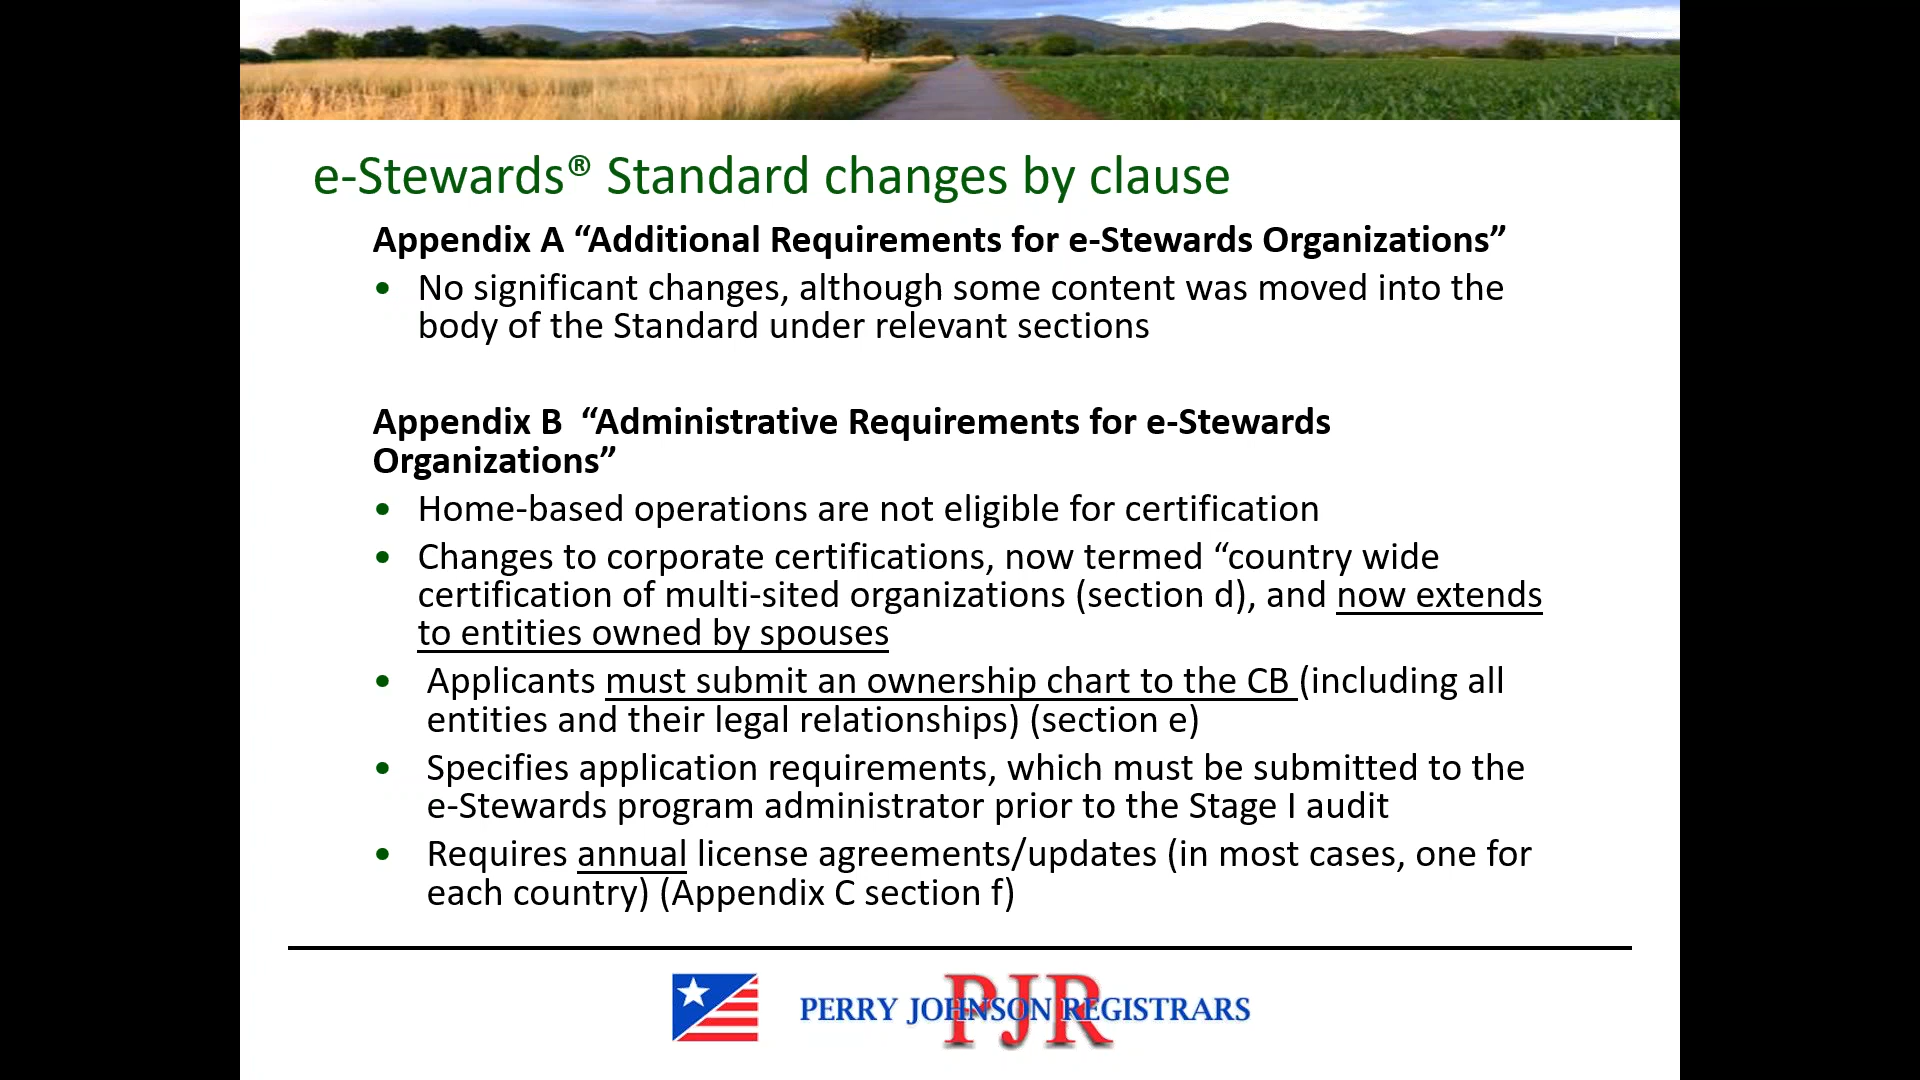 e-Stewards® Standard changes by clause
Appendix A “Additional Requirements for e-Stewards Organizations”
• No significant changes, although some content was moved into the
body of the Standard under relevant sections
Appendix B  “Administrative Requirements for e-Stewards
Organizations”
• Home-based operations are not eligible for certification
• Changes to corporate certifications, now termed “country wide
certification of multi-sited organizations (section d), and now extends
to entities owned by spouses
• Applicants must submit an ownership chart to the CB (including all
entities and their legal relationships) (section e)
• Specifies application requirements, which must be submitted to the
e-Stewards program administrator prior to the Stage I audit
• Requires annual license agreements/updates (in most cases, one for
each country) (Appendix C section f)
PJR
PERRY JOHNSON REGISTRARS